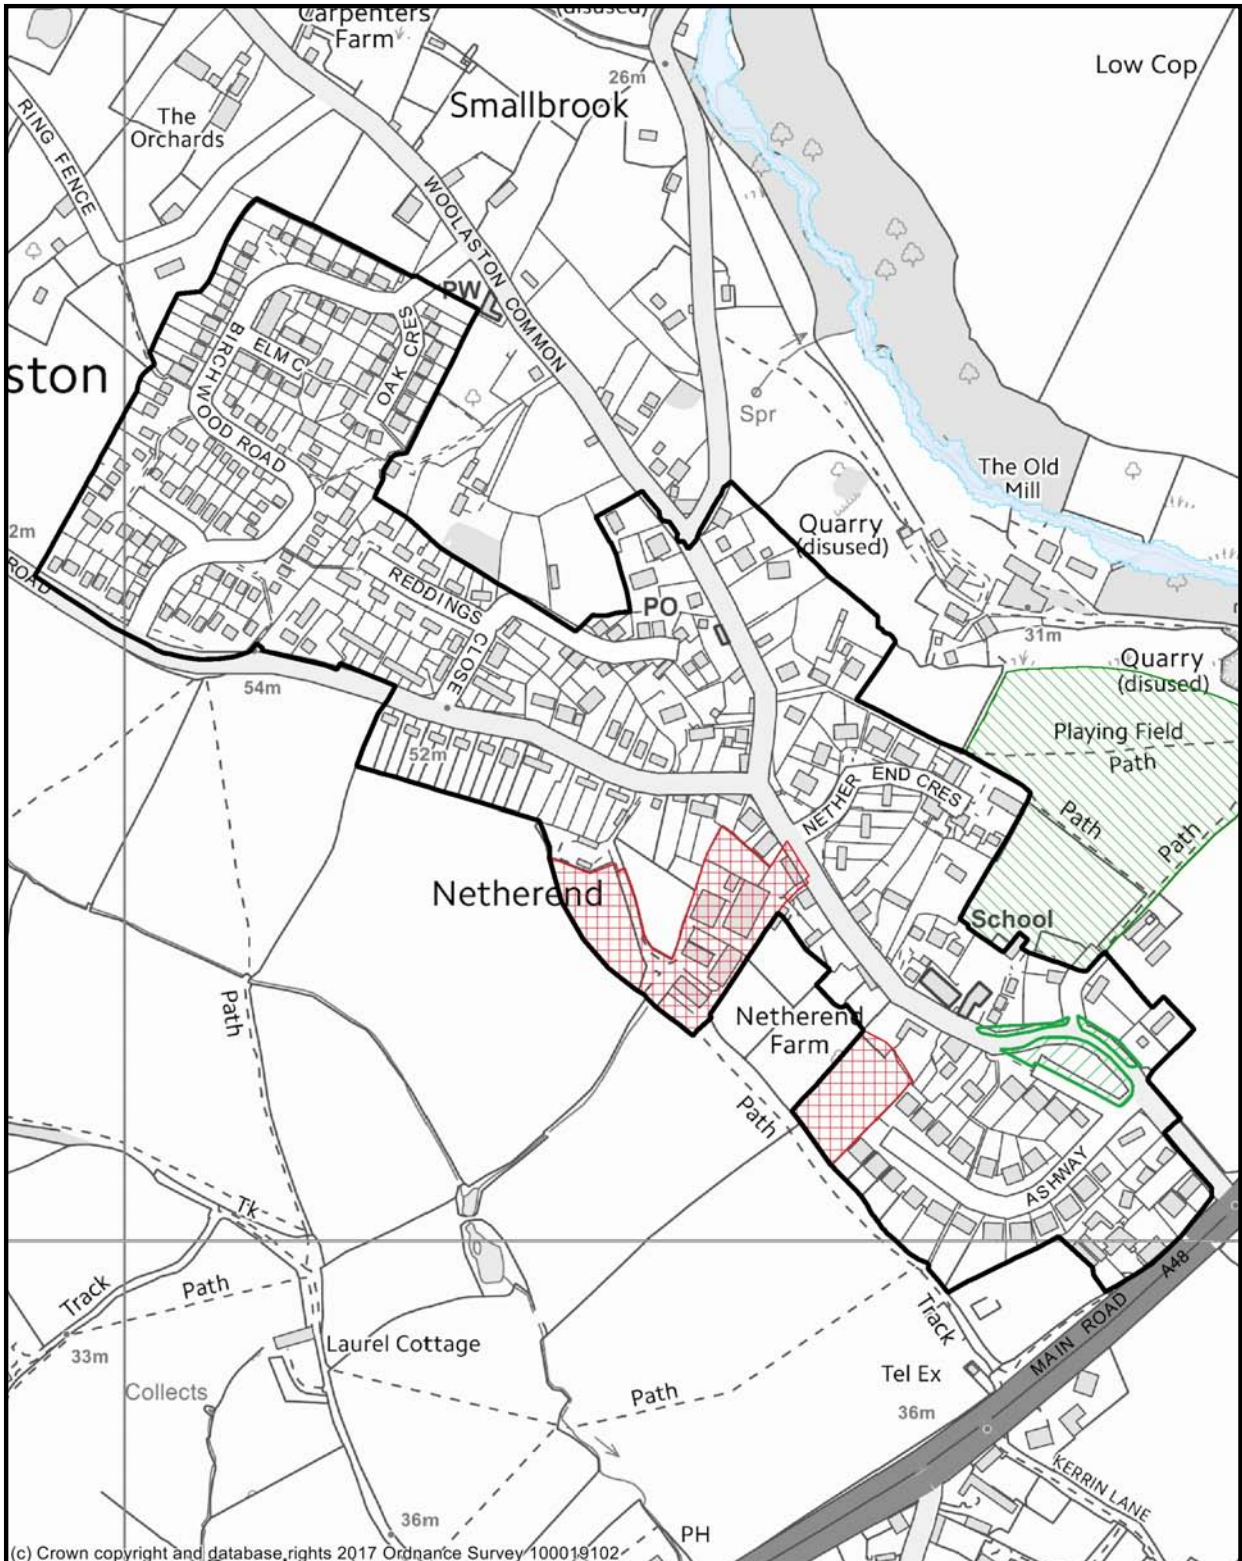 Carpenters
Farm
(disused)
26m
Low Cop
Smallbrook
The
Orchards
RING FENCE
WOOLASTON COMMON
PW
BIRCHWOOD ROAD
ELM C
OAK CRES
ston
Spr
The Old
Mill
Quarry
(disused)
2m
ROAD
REDDINGS CLOSE
PO
31m
Quarry
(disused)
54m
Playing Field
Path
52m
NETHER END CRES
Path
Path
Netherend
School
Path
Netherend
Farm
Path
ASHWAY
Tk
Track
Path
A48
MAIN ROAD
Track
33m
Laurel Cottage
Tel Ex
Collects
Path
36m
KERRIN LANE
36m
PH
(c) Crown copyright and database rights 2017 Ordnance Survey 100019102